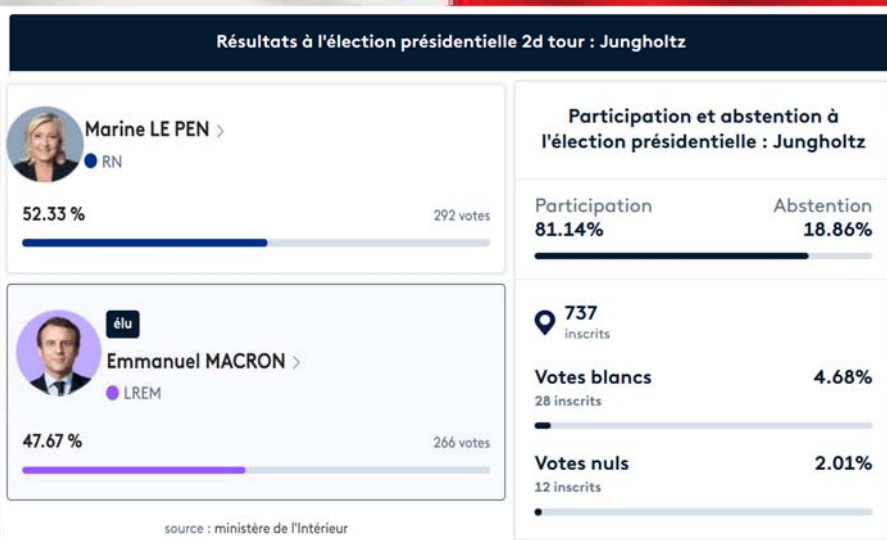 Résultats à l'élection présidentielle 2d tour : Jungholtz
Marine LE PEN >
RN
52.33 %
292 votes
élu
Emmanuel MACRON >
LREM
47.67 %
266 votes
source : ministère de l'Intérieur
Participation et abstention à
l'élection présidentielle : Jungholtz
Participation
Abstention
81.14%
18.86%
737
inscrits
Votes blancs
4.68%
28 inscrits
Votes nuls
2.01%
12 inscrits